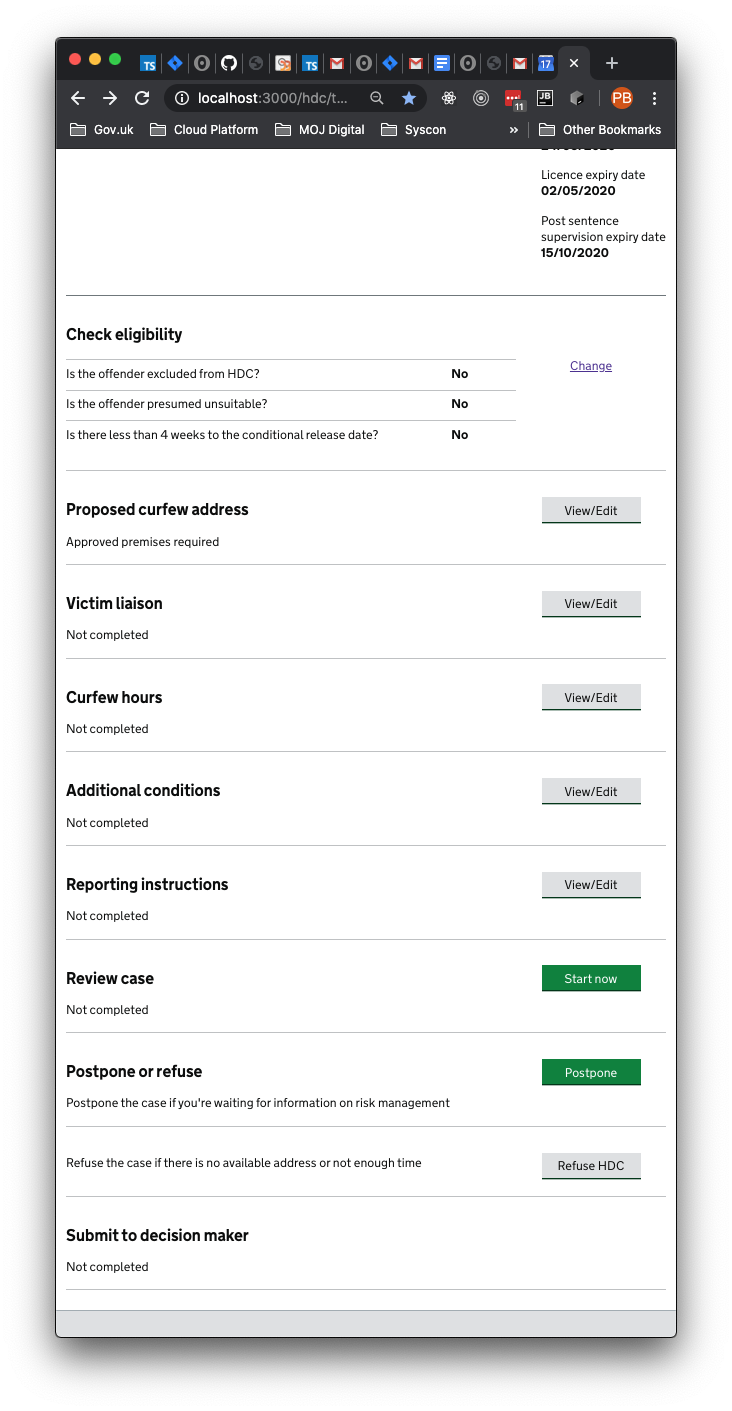 TS
TS
17
localhost:3000/hdc/t...
11
JB
PB
Gov.uk
Cloud Platform
MOJ Digital
Syscon
»
Other Bookmarks
Licence expiry date
02/05/2020
Post sentence
supervision expiry date
15/10/2020
Check eligibility
Change
Is the offender excluded from HDC? No
Is the offender presumed unsuitable? No
Is there less than 4 weeks to the conditional release date? No
Proposed curfew address
View/Edit
Approved premises required
Victim liaison
View/Edit
Not completed
Curfew hours
View/Edit
Not completed
Additional conditions
View/Edit
Not completed
Reporting instructions
View/Edit
Not completed
Review case
Start now
Not completed
Postpone or refuse
Postpone
Postpone the case if you're waiting for information on risk management
Refuse the case if there is no available address or not enough time
Refuse HDC
Submit to decision maker
Not completed